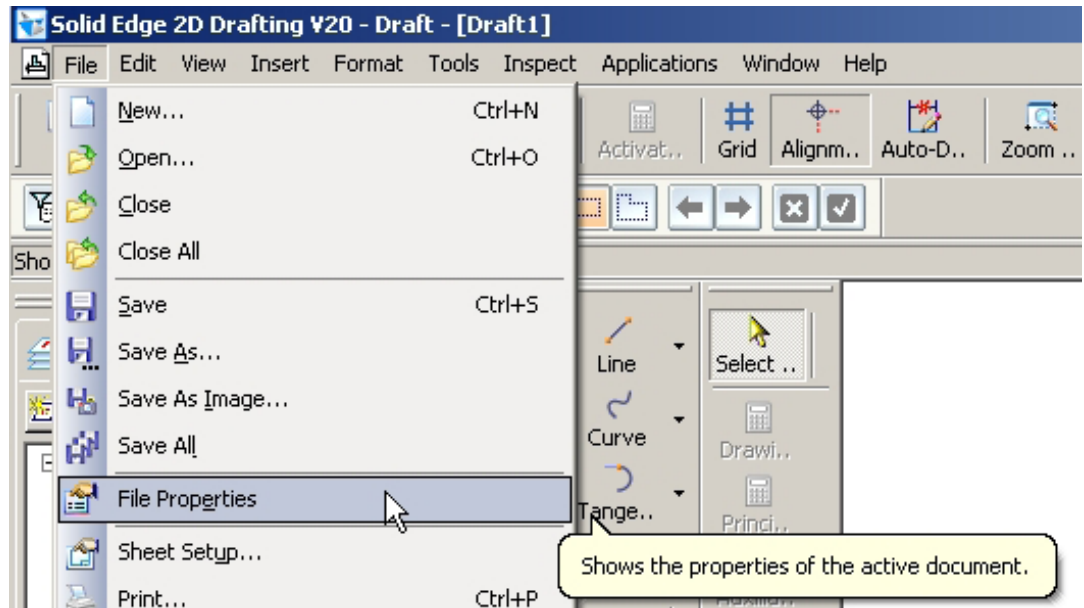 Solid Edge 2D Drafting V20 - Draft - [Draft1]
File Edit View Insert Format Tools Inspect Applications Window Help
New... Ctrl+N
Open... Ctrl+O
Close
Close All
Save Ctrl+S
Save As...
Save As Image...
Save All
File Properties
Sheet Setup...
Print... Ctrl+P
Activat..
Grid
Alignm..
Auto-D..
Zoom ..
Sho
Line
Select ..
Curve
Drawi..
Tange..
Princi..
Shows the properties of the active document.